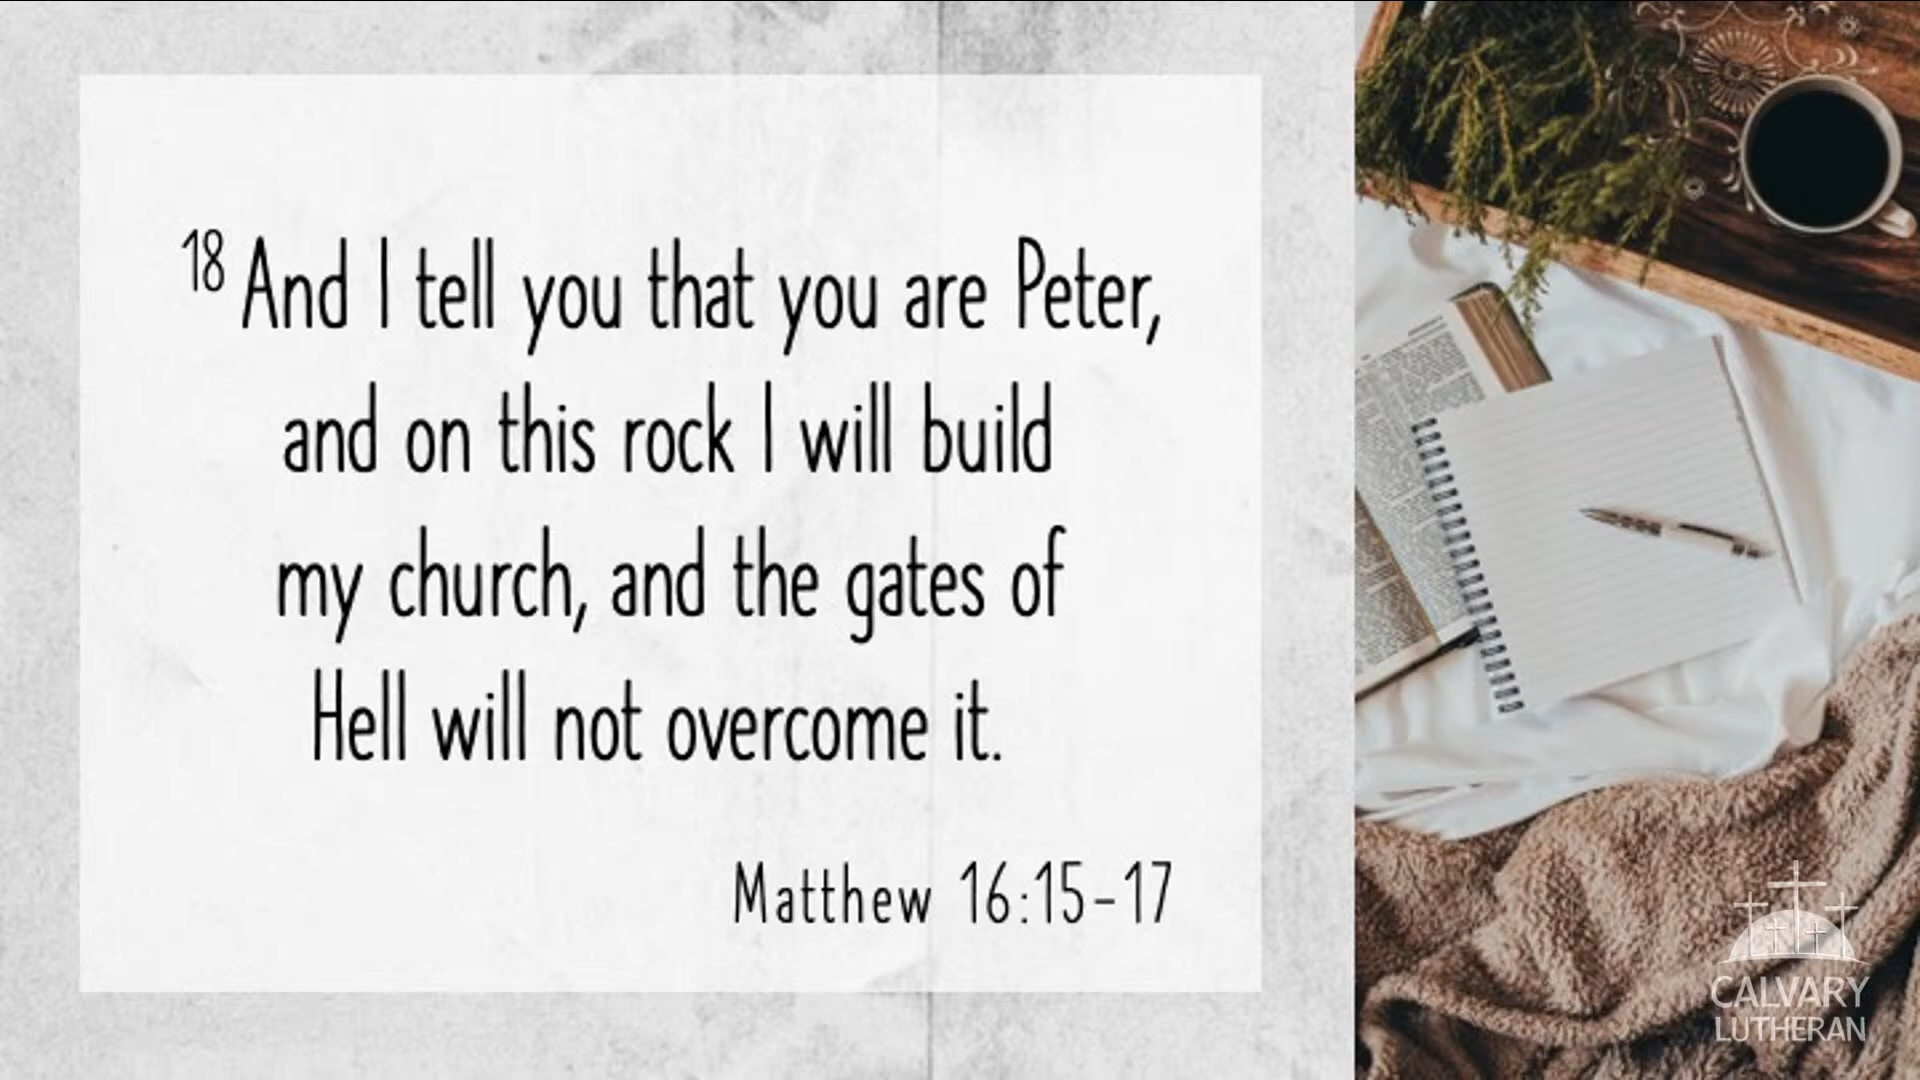 18 And I tell you that you are Peter,
and on this rock I will build
my church, and the gates of
Hell will not overcome it.
Matthew 16:15-17
CALVARY
LUTHERAN